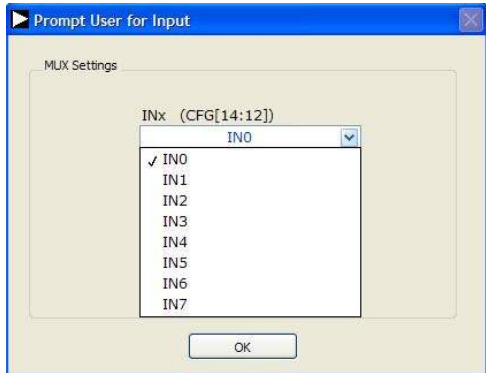 Prompt User for Input
MUX Settings
INx (CFG[14:12])
IN0
✓ IN0
IN1
IN2
IN3
IN4
IN5
IN6
IN7
OK